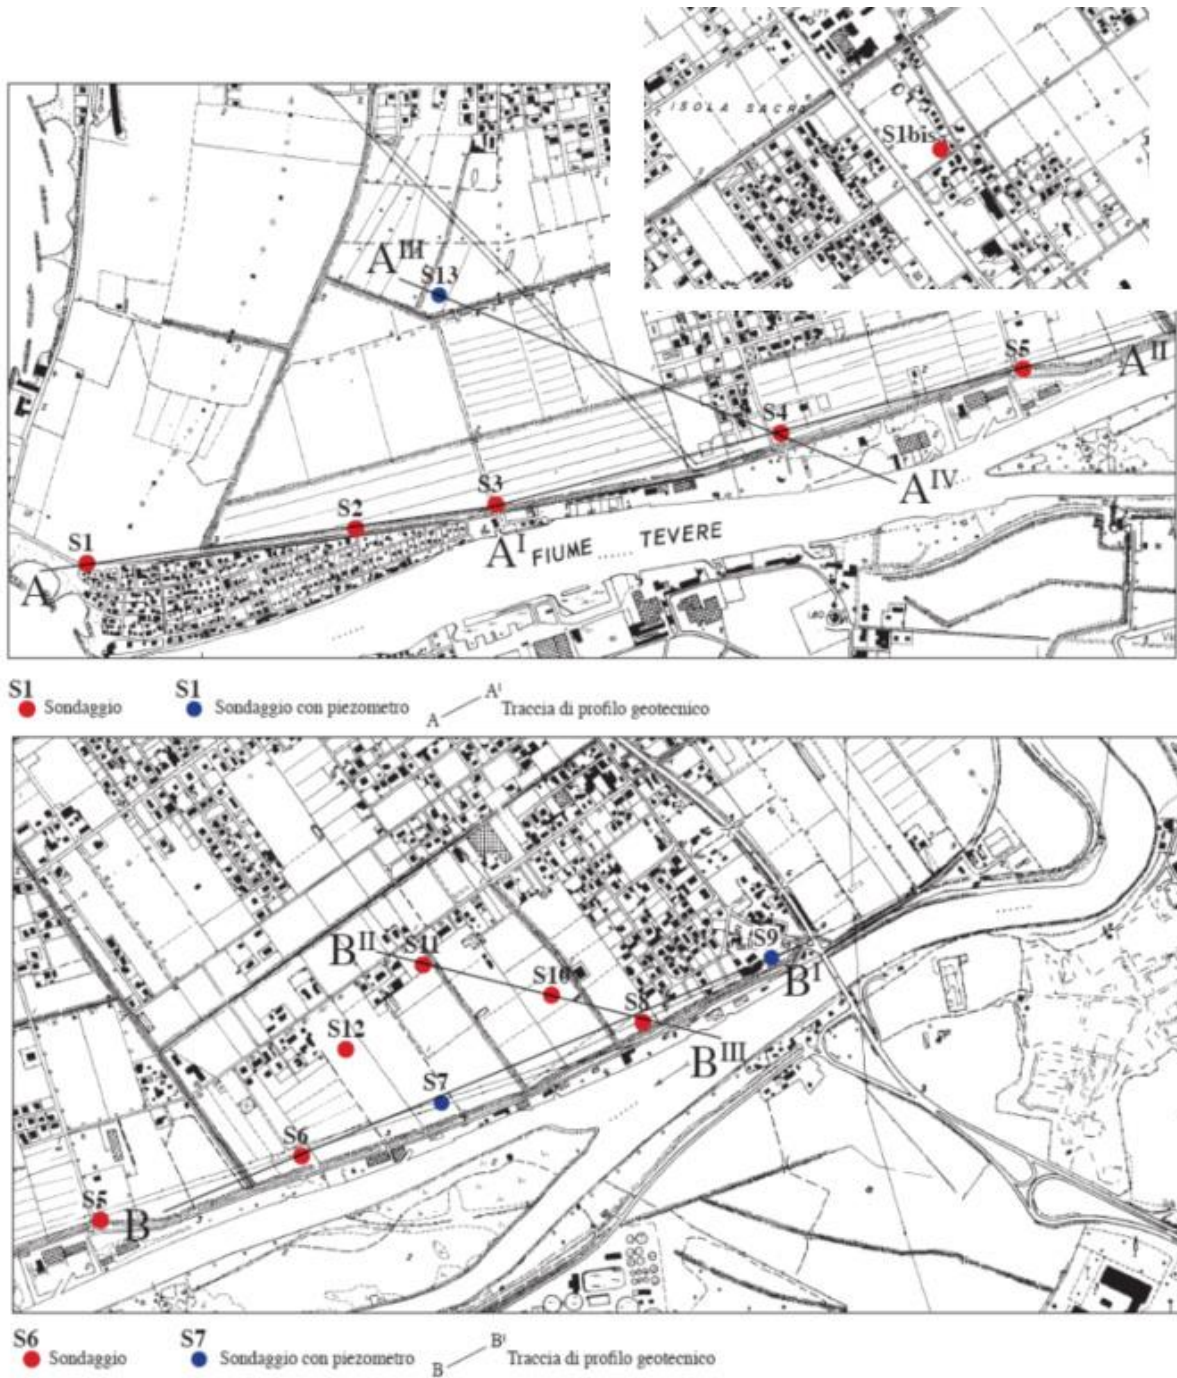 ISOLA SACRA
S1bis
A^III
S13
S5
A^II
S4
A^IV
S3
S2
A^I
FIUME ...... TEVERE
S1
A
S1 Sondaggio
S1 Sondaggio con piezometro
A A^I Traccia di profilo geotecnico
S9
B^II
S11
B^I
S10
S8
S12
B^III
S7
S6
S5
B
S6 Sondaggio
S7 Sondaggio con piezometro
B B^I Traccia di profilo geotecnico